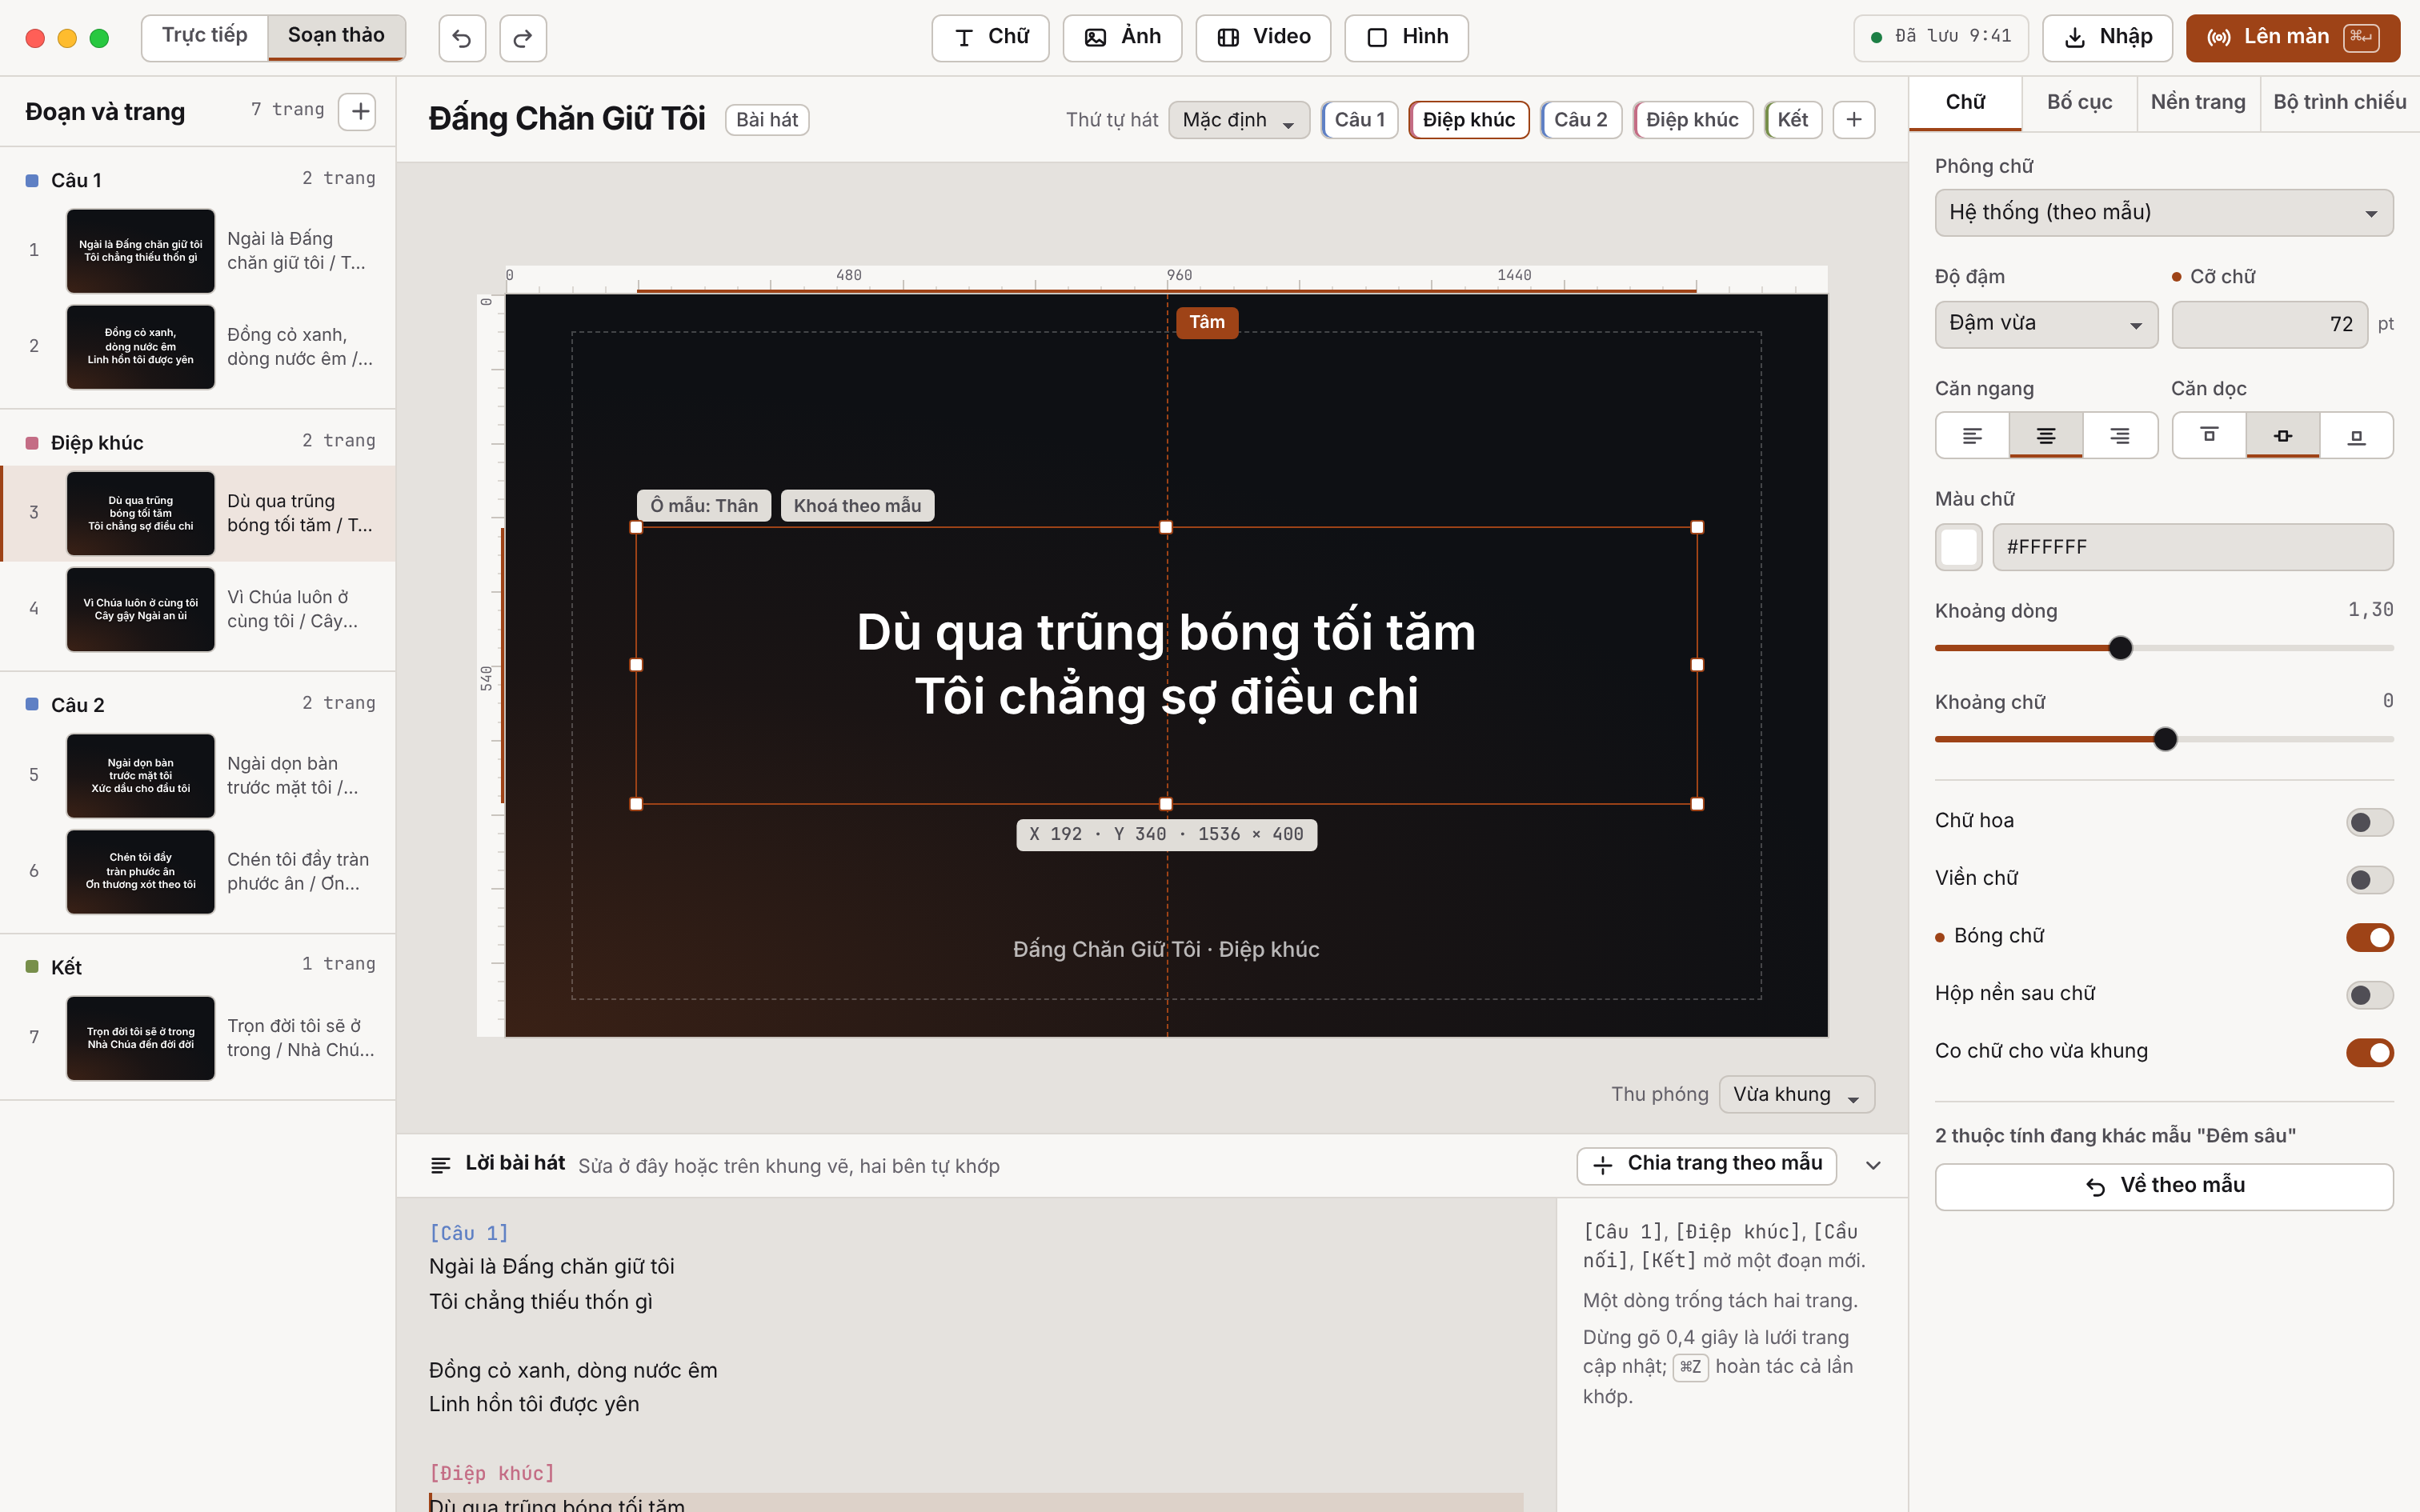 Trực tiếp
Soạn thảo
Chữ
Ảnh
Video
Hình
Đã lưu 9:41
Nhập
Lên màn ⌘↵
Đoạn và trang
7 trang
Câu 1
2 trang
1
Ngài là Đấng chăn giữ tôi
Tôi chẳng thiếu thốn gì
Ngài là Đấng
chăn giữ tôi / T...
2
Đồng cỏ xanh,
dòng nước êm
Linh hồn tôi được yên
Đồng cỏ xanh,
dòng nước êm /...
Điệp khúc
2 trang
3
Dù qua trũng
bóng tối tăm
Tôi chẳng sợ điều chi
Dù qua trũng
bóng tối tăm / T...
4
Vì Chúa luôn ở cùng tôi
Cây gậy Ngài an ủi
Vì Chúa luôn ở
cùng tôi / Cây...
Câu 2
2 trang
5
Ngài dọn bàn
trước mặt tôi
Xức dầu cho đầu tôi
Ngài dọn bàn
trước mặt tôi /...
6
Chén tôi đầy
tràn phước ân
Ơn thương xót theo tôi
Chén tôi đầy tràn
phước ân / Ơn...
Kết
1 trang
7
Trọn đời tôi sẽ ở trong
Nhà Chúa đến đời đời
Trọn đời tôi sẽ ở
trong / Nhà Chú...
Đấng Chăn Giữ Tôi
Bài hát
Thứ tự hát
Mặc định
Câu 1
Điệp khúc
Câu 2
Điệp khúc
Kết
0
480
960
1440
0
540
Tâm
Ô mẫu: Thân
Khoá theo mẫu
Dù qua trũng bóng tối tăm
Tôi chẳng sợ điều chi
X 192 · Y 340 · 1536 × 400
Đấng Chăn Giữ Tôi · Điệp khúc
Thu phóng
Vừa khung
Lời bài hát
Sửa ở đây hoặc trên khung vẽ, hai bên tự khớp
Chia trang theo mẫu
[Câu 1]
Ngài là Đấng chăn giữ tôi
Tôi chẳng thiếu thốn gì
Đồng cỏ xanh, dòng nước êm
Linh hồn tôi được yên
[Điệp khúc]
Dù qua trũng bóng tối tăm
[Câu 1], [Điệp khúc], [Cầu
nối], [Kết] mở một đoạn mới.
Một dòng trống tách hai trang.
Dừng gõ 0,4 giây là lưới trang
cập nhật; ⌘Z hoàn tác cả lần
khớp.
Chữ
Bố cục
Nền trang
Bộ trình chiếu
Phông chữ
Hệ thống (theo mẫu)
Độ đậm
Cỡ chữ
Đậm vừa
72
pt
Căn ngang
Căn dọc
Màu chữ
#FFFFFF
Khoảng dòng
1,30
Khoảng chữ
0
Chữ hoa
Viền chữ
Bóng chữ
Hộp nền sau chữ
Co chữ cho vừa khung
2 thuộc tính đang khác mẫu "Đêm sâu"
Về theo mẫu